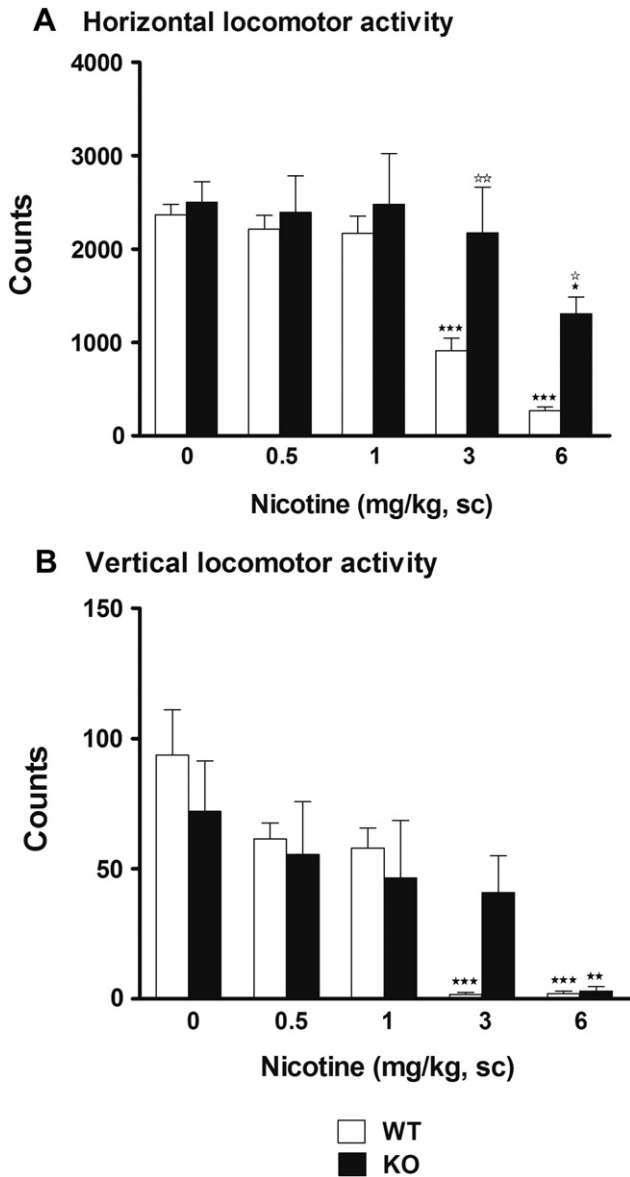 A Horizontal locomotor activity
4000
3000
2000
1000
0
Counts
☆☆
☆
★
★★★
★★★
0 0.5 1 3 6
Nicotine (mg/kg, sc)
B Vertical locomotor activity
150
100
50
0
Counts
★★★ ★★★ ★★
0 0.5 1 3 6
Nicotine (mg/kg, sc)
WT
KO